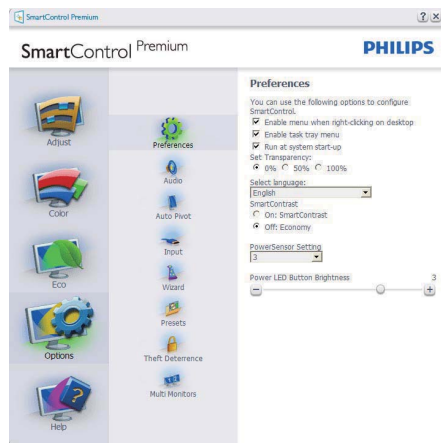 SmartControl Premium
SmartControl Premium
PHILIPS
Adjust
Color
Eco
Options
Help
Preferences
Audio
Auto Pivot
Input
Wizard
Presets
Theft Deterrence
Multi Monitors
Preferences
You can use the following options to configure
SmartControl.
Enable menu when right-clicking on desktop
Enable task tray menu
Run at system start-up
Set Transparency:
0% 50% 100%
Select language:
English
SmartContrast
On: SmartContrast
Off: Economy
PowerSensor Setting
3
Power LED Button Brightness 3